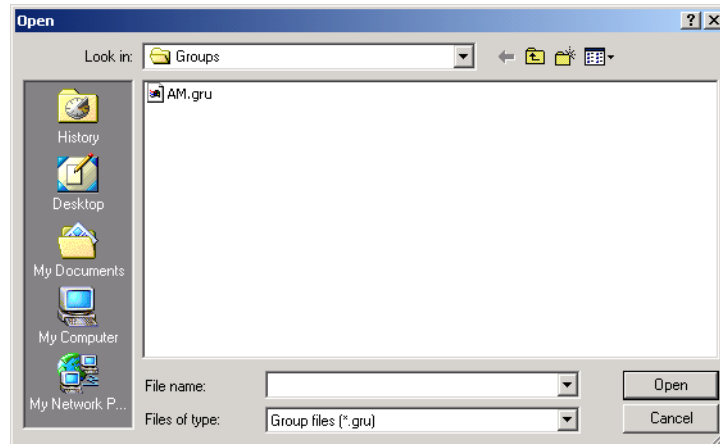 Open
Look in: Groups
AM.gru
History
Desktop
My Documents
My Computer
My Network P...
File name:
Open
Files of type: Group files (*.gru)
Cancel